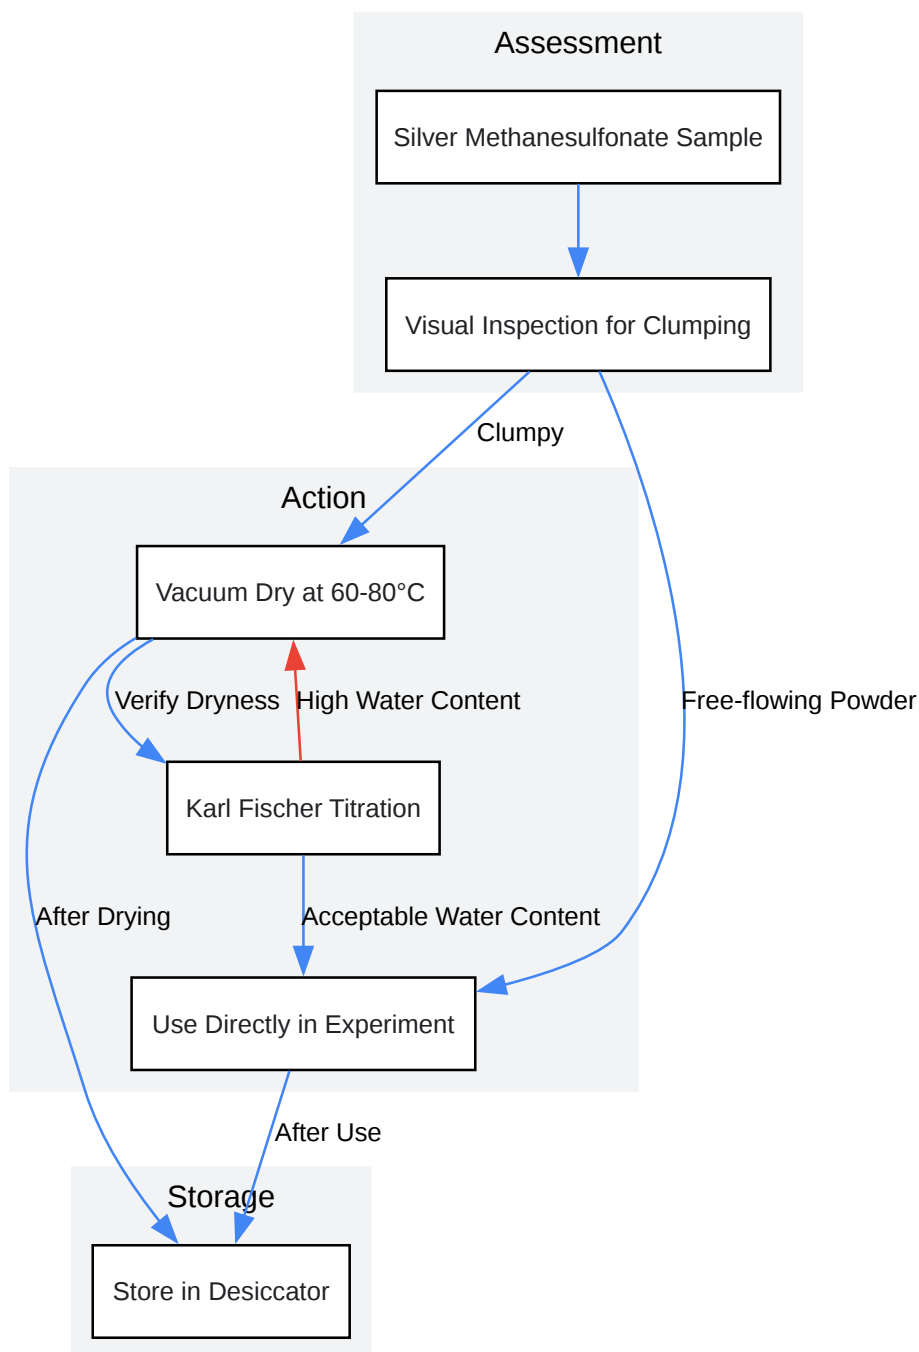 Assessment
Silver Methanesulfonate Sample
Visual Inspection for Clumping
Clumpy
Action
Vacuum Dry at 60-80°C
Verify Dryness
High Water Content
Free-flowing Powder
Karl Fischer Titration
After Drying
Acceptable Water Content
Use Directly in Experiment
After Use
Storage
Store in Desiccator